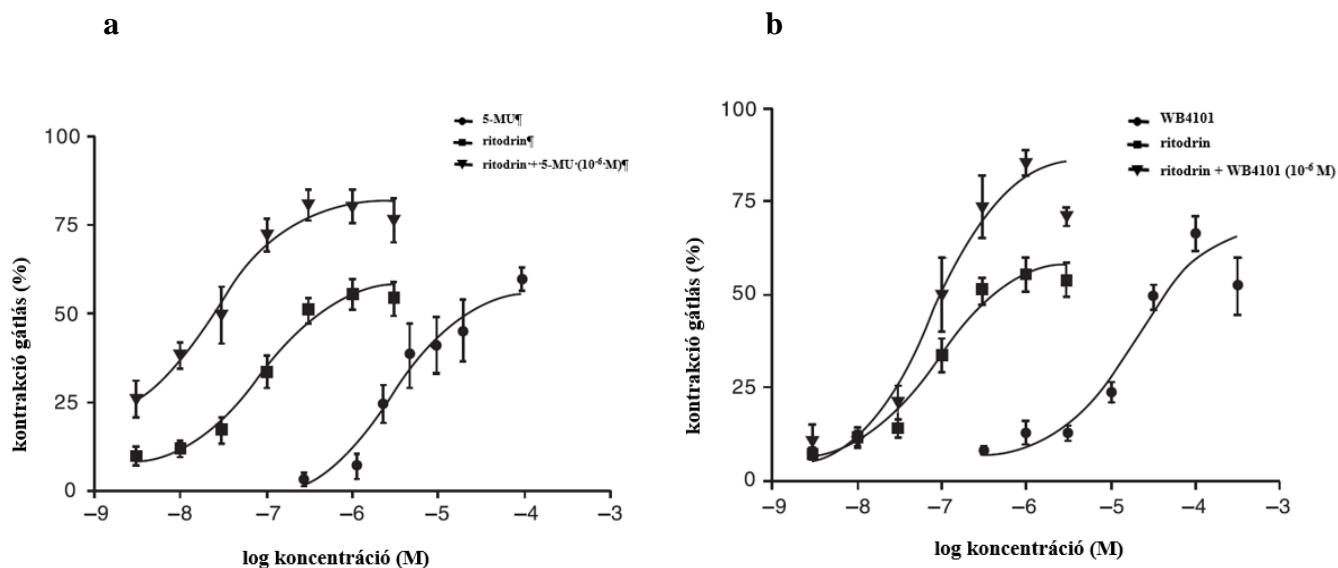 a
100
75
50
25
0
kontrakció gátlás (%)
5-MU¶
ritodrin¶
ritodrin·+·5-MU·(10⁻⁶·M)¶
–9 –8 –7 –6 –5 –4 –3
log koncentráció (M)
b
100
75
50
25
0
kontrakció gátlás (%)
WB4101
ritodrin
ritodrin + WB4101 (10⁻⁶ M)
–9 –8 –7 –6 –5 –4 –3
log koncentráció (M)